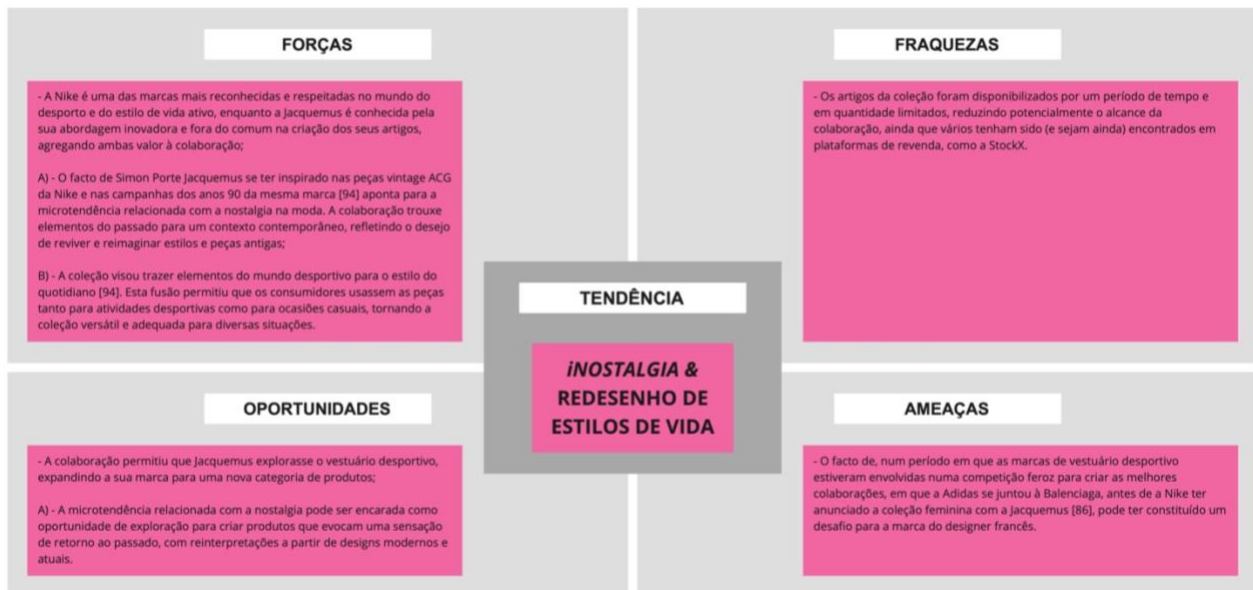 FORÇAS
- A Nike é uma das marcas mais reconhecidas e respeitadas no mundo do
desporto e do estilo de vida ativo, enquanto a Jacquemus é conhecida pela
sua abordagem inovadora e fora do comum na criação dos seus artigos,
agregando ambas valor à colaboração;
A) - O facto de Simon Porte Jacquemus se ter inspirado nas peças vintage ACG
da Nike e nas campanhas dos anos 90 da mesma marca [94] aponta para a
microtendência relacionada com a nostalgia na moda. A colaboração trouxe
elementos do passado para um contexto contemporâneo, refletindo o desejo
de reviver e reimaginar estilos e peças antigas;
B) - A coleção visou trazer elementos do mundo desportivo para o estilo do
quotidiano [94]. Esta fusão permitiu que os consumidores usassem as peças
tanto para atividades desportivas como para ocasiões casuais, tornando a
coleção versátil e adequada para diversas situações.
FRAQUEZAS
- Os artigos da coleção foram disponibilizados por um período de tempo e
em quantidade limitados, reduzindo potencialmente o alcance da
colaboração, ainda que vários tenham sido (e sejam ainda) encontrados em
plataformas de revenda, como a StockX.
TENDÊNCIA
iNOSTALGIA &
REDESENHO DE
ESTILOS DE VIDA
OPORTUNIDADES
- A colaboração permitiu que Jacquemus explorasse o vestuário desportivo,
expandindo a sua marca para uma nova categoria de produtos;
A) - A microtendência relacionada com a nostalgia pode ser encarada como
oportunidade de exploração para criar produtos que evocam uma sensação
de retorno ao passado, com reinterpretações a partir de designs modernos e
atuais.
AMEAÇAS
- O facto de, num período em que as marcas de vestuário desportivo
estiveram envolvidas numa competição feroz para criar as melhores
colaborações, em que a Adidas se juntou à Balenciaga, antes de a Nike ter
anunciado a coleção feminina com a Jacquemus [86], pode ter constituído um
desafio para a marca do designer francês.